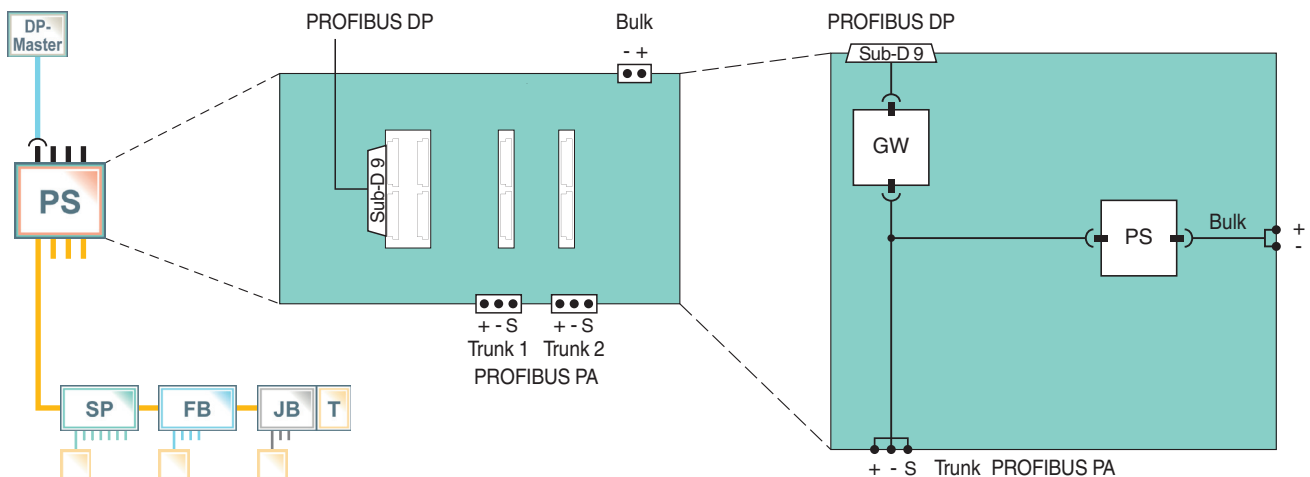 DP-
Master
PS
SP
FB
JB
T
PROFIBUS DP
Bulk
- +
Sub-D 9
+ - S
+ - S
Trunk 1
Trunk 2
PROFIBUS PA
PROFIBUS DP
Sub-D 9
GW
PS
Bulk
+
-
+ - S Trunk PROFIBUS PA